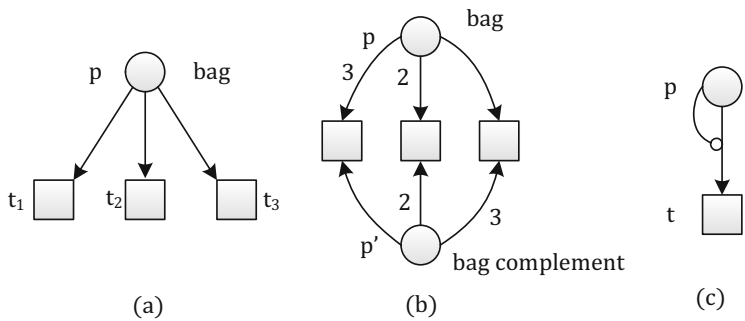 p bag
t1 t2 t3
(a)
p bag
3 2
2 3
p'
bag complement
(b)
p
t
(c)